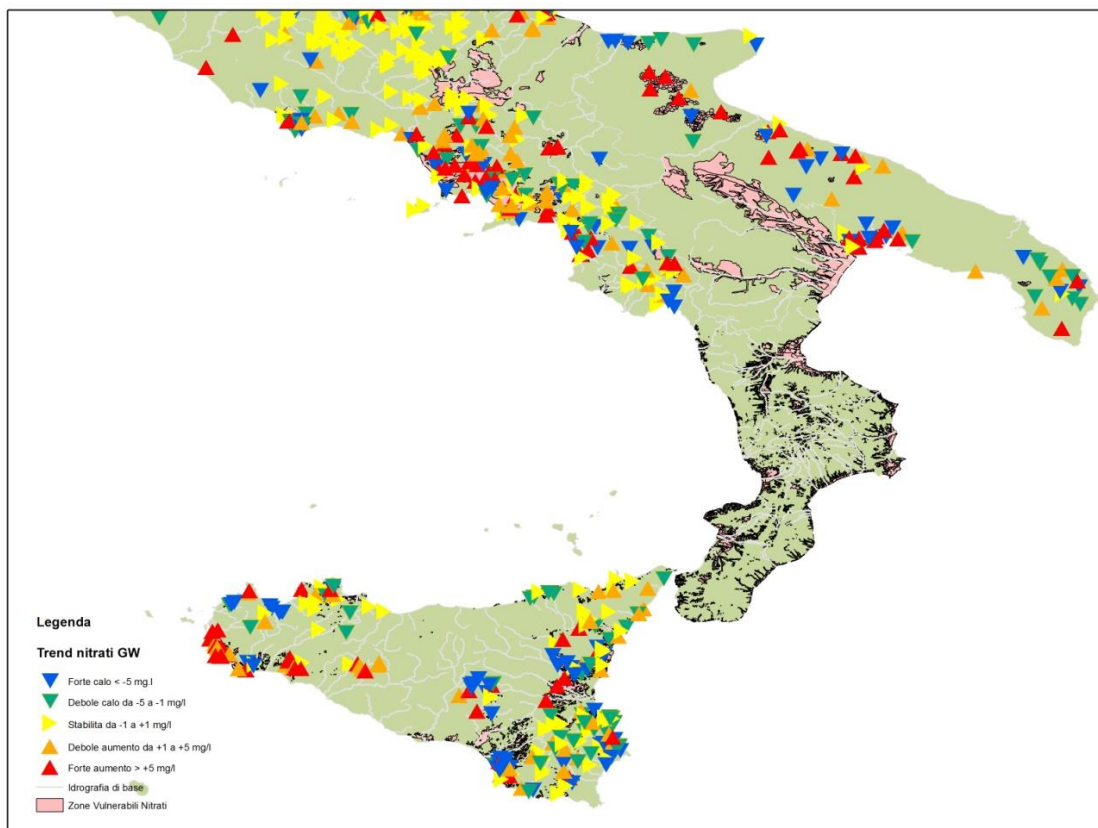 Legenda
Trend nitrati GW
Forte calo < -5 mg.l
Debole calo da -5 a -1 mg/l
Stabilita da -1 a +1 mg/l
Debole aumento da +1 a +5 mg/l
Forte aumento > +5 mg/l
Idrografia di base
Zone Vulnerabili Nitrati